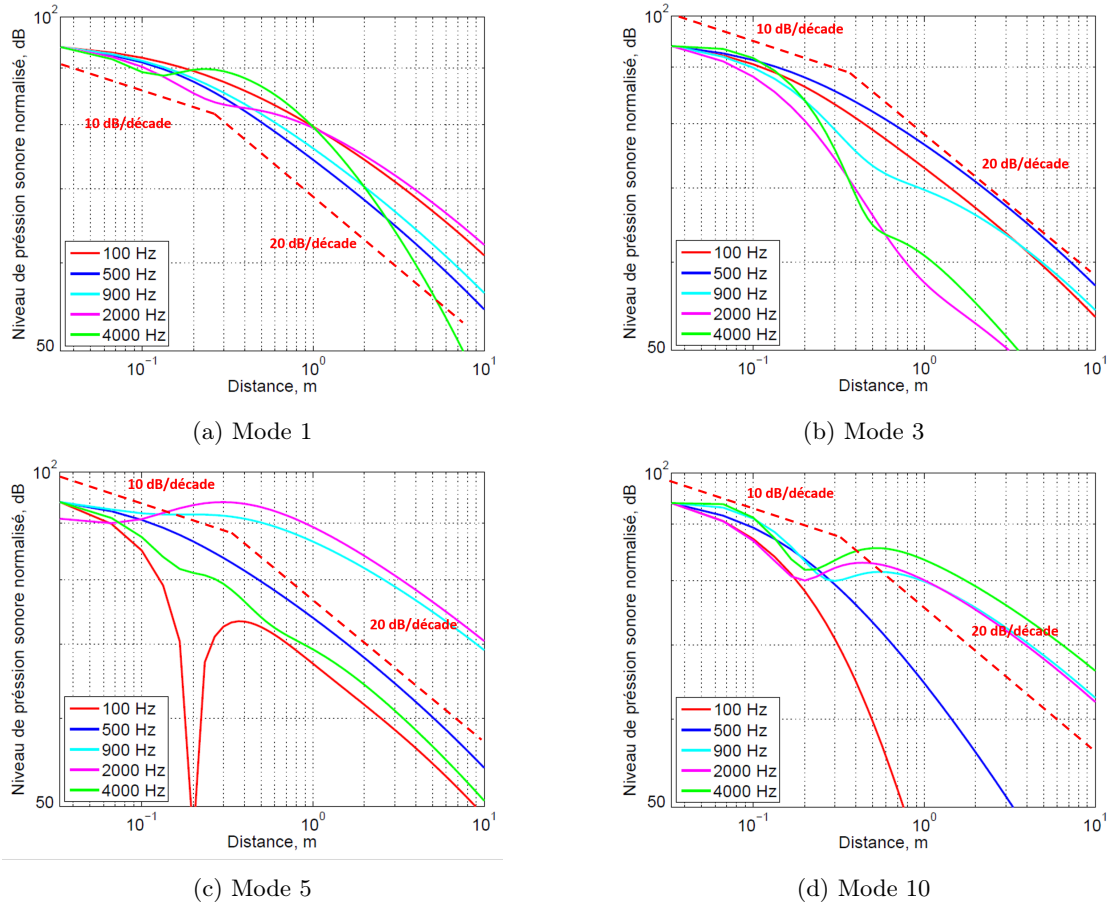 10²
Niveau de préssion sonore normalisé, dB
10 dB/décade
20 dB/décade
100 Hz
500 Hz
900 Hz
2000 Hz
4000 Hz
50
10⁻¹
10⁰
10¹
Distance, m
(a) Mode 1
10²
Niveau de préssion sonore normalisé, dB
10 dB/décade
20 dB/décade
100 Hz
500 Hz
900 Hz
2000 Hz
4000 Hz
50
10⁻¹
10⁰
10¹
Distance, m
(b) Mode 3
10²
Niveau de préssion sonore normalisé, dB
10 dB/décade
20 dB/décade
100 Hz
500 Hz
900 Hz
2000 Hz
4000 Hz
50
10⁻¹
10⁰
10¹
Distance, m
(c) Mode 5
10²
Niveau de préssion sonore normalisé, dB
10 dB/décade
20 dB/décade
100 Hz
500 Hz
900 Hz
2000 Hz
4000 Hz
50
10⁻¹
10⁰
10¹
Distance, m
(d) Mode 10